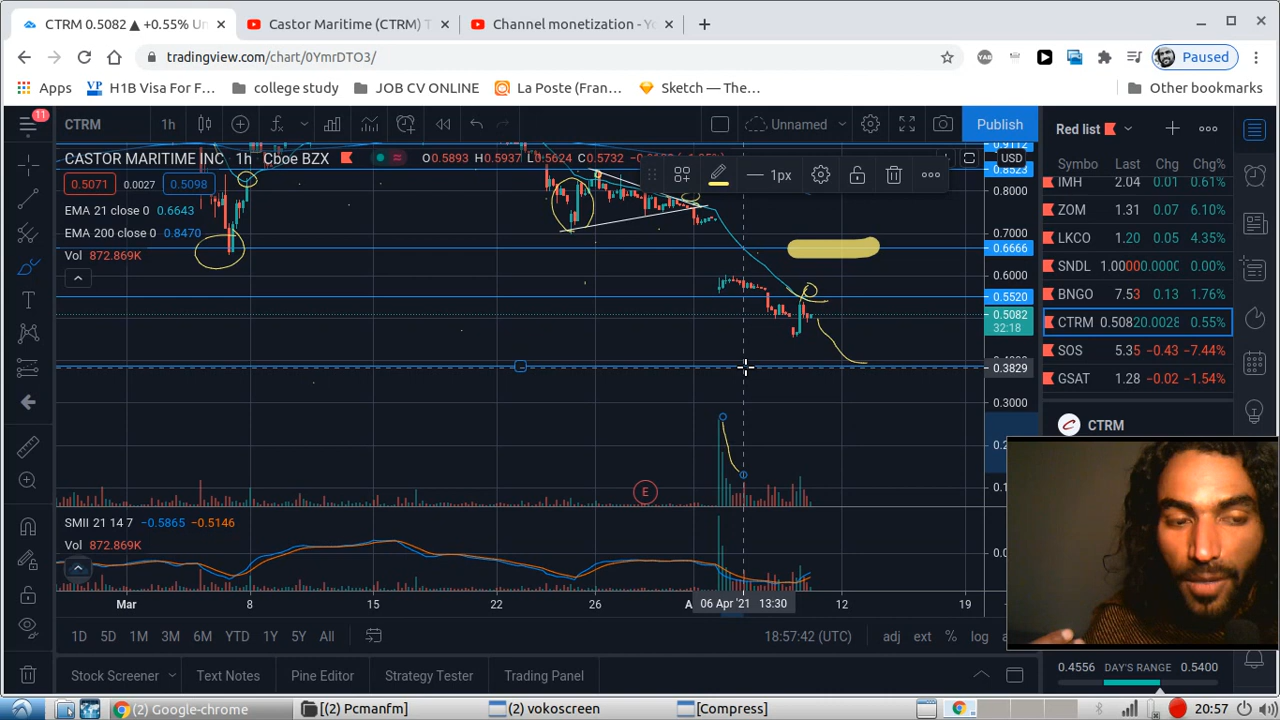 CTRM 0.5082 ▲ +0.55% Un
Castor Maritime (CTRM) T
Channel monetization - Yo
tradingview.com/chart/0YmrDTO3/
YAB
Paused
Apps
H1B Visa For F...
college study
JOB CV ONLINE
La Poste (Fran...
Sketch — The...
Other bookmarks
11
CTRM
1h
Unnamed
Publish
Red list
CASTOR MARITIME INC 1h Cboe BZX
O0.5893 H0.5937 L0.5624 C0.5732
USD
1px
0.5071
0.0027
0.5098
EMA 21 close 0 0.6643
EMA 200 close 0 0.8470
Vol 872.869K
0.9112
0.8523
0.8000
0.7000
0.6666
0.6000
0.5520
0.5082
32:18
0.3829
0.3000
Symbo Last Chg Chg%
IMH 2.04 0.01 0.61%
ZOM 1.31 0.07 6.10%
LKCO 1.20 0.05 4.35%
SNDL 1.00000.0000 0.00%
BNGO 7.53 0.13 1.76%
CTRM 0.50820.0028 0.55%
SOS 5.35 −0.43 −7.44%
GSAT 1.28 −0.02 −1.54%
CTRM
E
SMII 21 14 7 −0.5865 −0.5146
Vol 872.869K
Mar
8
15
22
26
06 Apr '21 13:30
12
19
1D 5D 1M 3M 6M YTD 1Y 5Y All
18:57:42 (UTC)
adj ext % log
Stock Screener
Text Notes
Pine Editor
Strategy Tester
Trading Panel
0.4556 DAY'S RANGE 0.5400
(2) Google-chrome
(2) Pcmanfm]
(2) vokoscreen
[Compress]
20:57